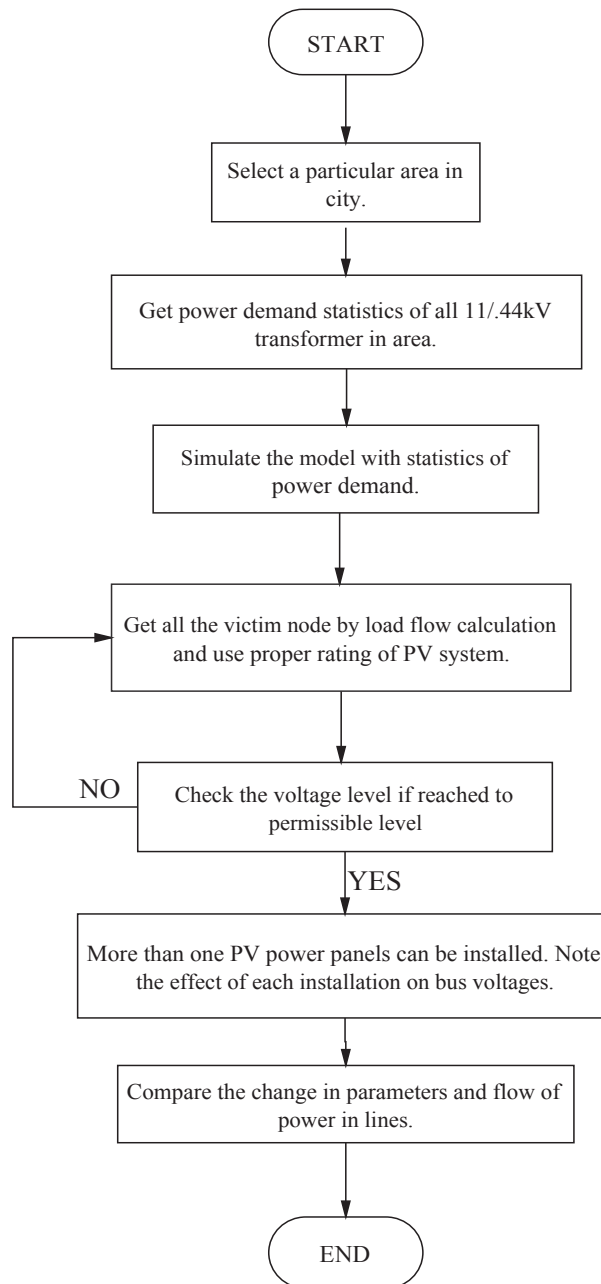 START
Select a particular area in
city.
Get power demand statistics of all 11/.44kV
transformer in area.
Simulate the model with statistics of
power demand.
Get all the victim node by load flow calculation
and use proper rating of PV system.
NO
Check the voltage level if reached to
permissible level
YES
More than one PV power panels can be installed. Note
the effect of each installation on bus voltages.
Compare the change in parameters and flow of
power in lines.
END